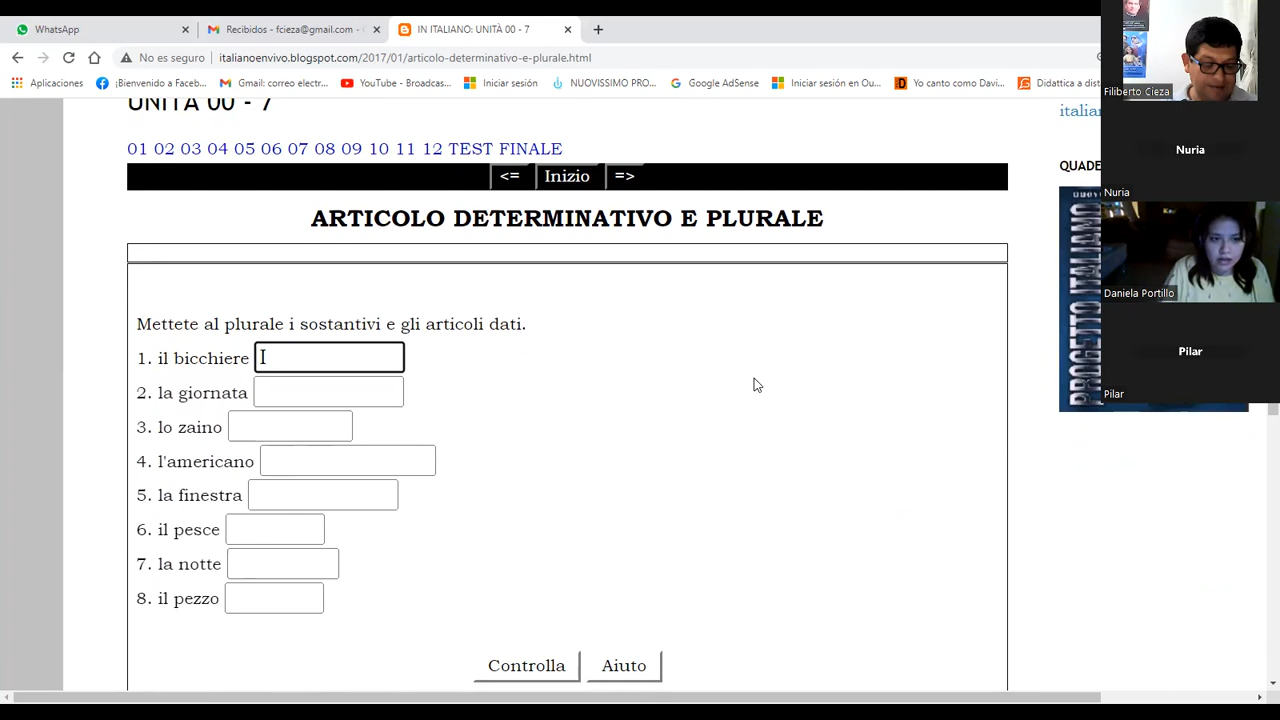 WhatsApp
Recibidos - fcieza@gmail.com - 
IN ITALIANO: UNITÀ 00 - 7
No es seguro
italianoenvivo.blogspot.com/2017/01/articolo-determinativo-e-plurale.html
Aplicaciones
¡Bienvenido a Faceb...
Gmail: correo electr...
YouTube - Broadcas...
Iniciar sesión
NUOVISSIMO PRO...
Google AdSense
Iniciar sesión en Ou...
Yo canto como Davi...
Didattica a distanz
UNITÀ 00 - 7
01 02 03 04 05 06 07 08 09 10 11 12 TEST FINALE
<= Inizio =>
ARTICOLO DETERMINATIVO E PLURALE
Mettete al plurale i sostantivi e gli articoli dati.
1. il bicchiere
2. la giornata
3. lo zaino
4. l'americano
5. la finestra
6. il pesce
7. la notte
8. il pezzo
Controlla
Aiuto
italian
QUADE
PROGETTO ITALIANO
Filiberto Cieza
Nuria
Nuria
Daniela Portillo
Pilar
Pilar